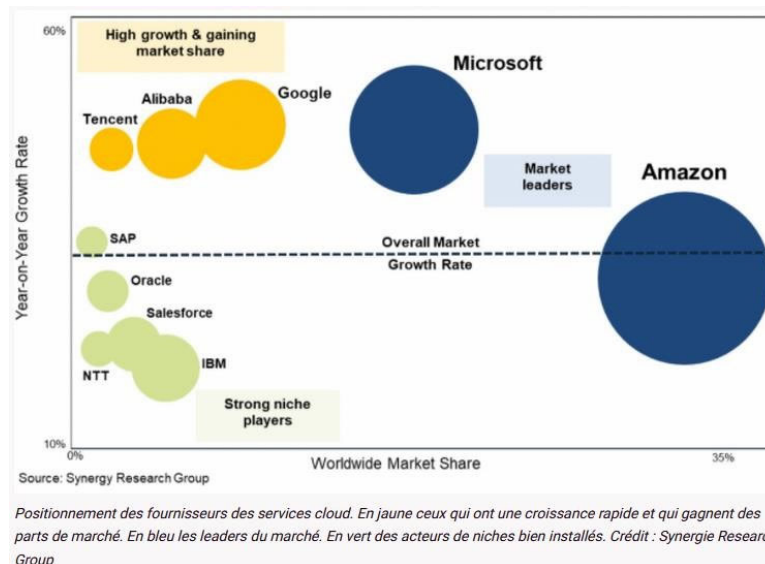 60%
High growth & gaining
market share
Microsoft
Google
Alibaba
Tencent
Market
leaders
Amazon
Year-on-Year Growth Rate
SAP
Overall Market
Growth Rate
Oracle
Salesforce
NTT
IBM
Strong niche
players
10%
0%
Worldwide Market Share
35%
Source: Synergy Research Group
Positionnement des fournisseurs des services cloud. En jaune ceux qui ont une croissance rapide et qui gagnent des
parts de marché. En bleu les leaders du marché. En vert des acteurs de niches bien installés. Crédit : Synergie Resear
Group